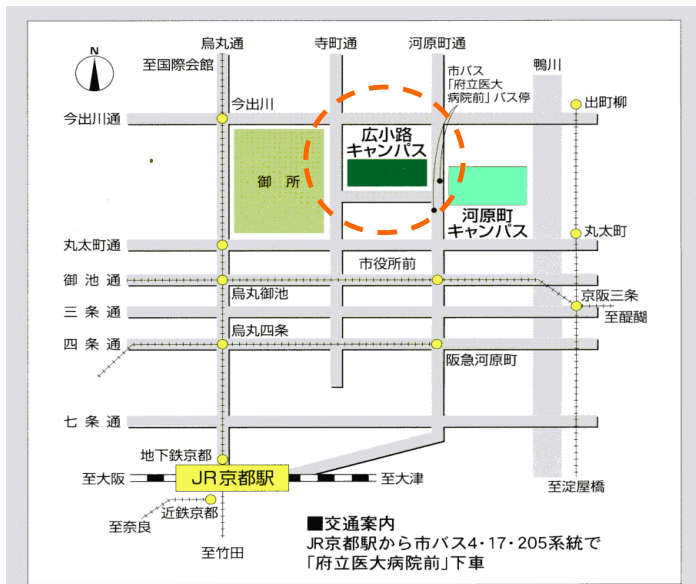 烏丸通
寺町通
河原町通
N
至国際会館
鴨川
市バス
「府立医大
病院前」バス停
今出川
出町柳
今出川通
広小路
キャンパス
御所
河原町
キャンパス
丸太町
丸太町通
市役所前
御池通
烏丸御池
京阪三条
三条通
至醍醐
烏丸四条
四条通
阪急河原町
七条通
地下鉄京都
至大阪
JR京都駅
至大津
至淀屋橋
近鉄京都
至奈良
至竹田
■交通案内
JR京都駅から市バス4・17・205系統で
「府立医大病院前」下車